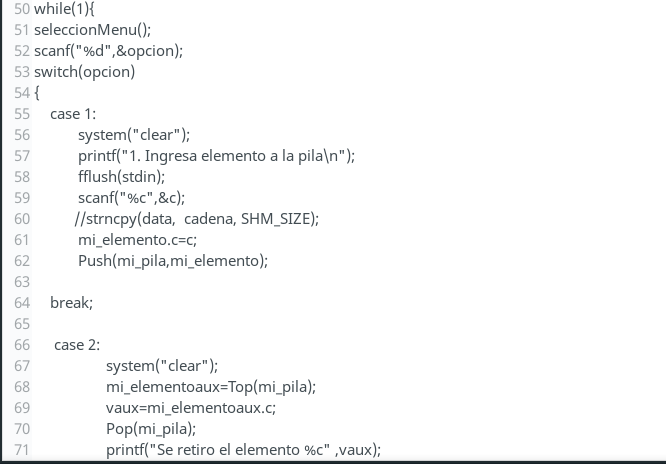 50 while(1){
51 seleccionMenu();
52 scanf("%d",&opcion);
53 switch(opcion)
54 {
55 case 1:
56 system("clear");
57 printf("1. Ingresa elemento a la pila\n");
58 fflush(stdin);
59 scanf("%c",&c);
60 //strncpy(data, cadena, SHM_SIZE);
61 mi_elemento.c=c;
62 Push(mi_pila,mi_elemento);
63
64 break;
65
66 case 2:
67 system("clear");
68 mi_elementoaux=Top(mi_pila);
69 vaux=mi_elementoaux.c;
70 Pop(mi_pila);
71 printf("Se retiro el elemento %c" ,vaux);